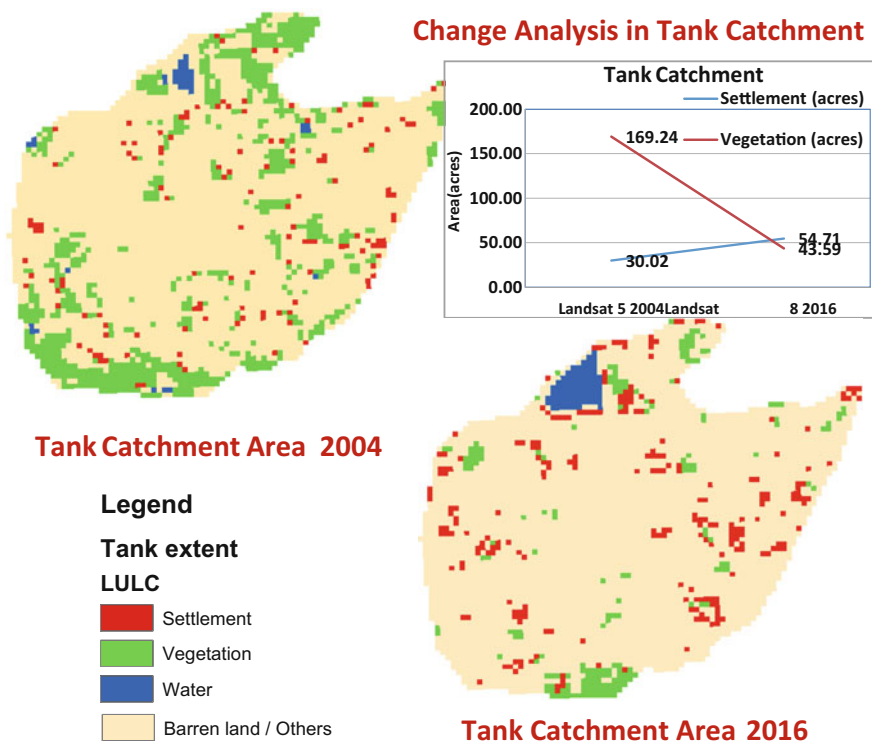 Change Analysis in Tank Catchment
Tank Catchment
Settlement (acres)
Vegetation (acres)
200.00
150.00
100.00
50.00
0.00
Area(acres)
169.24
30.02
54.71
43.59
Landsat 5 2004Landsat 8 2016
Tank Catchment Area 2004
Legend
Tank extent
LULC
Settlement
Vegetation
Water
Barren land / Others
Tank Catchment Area 2016